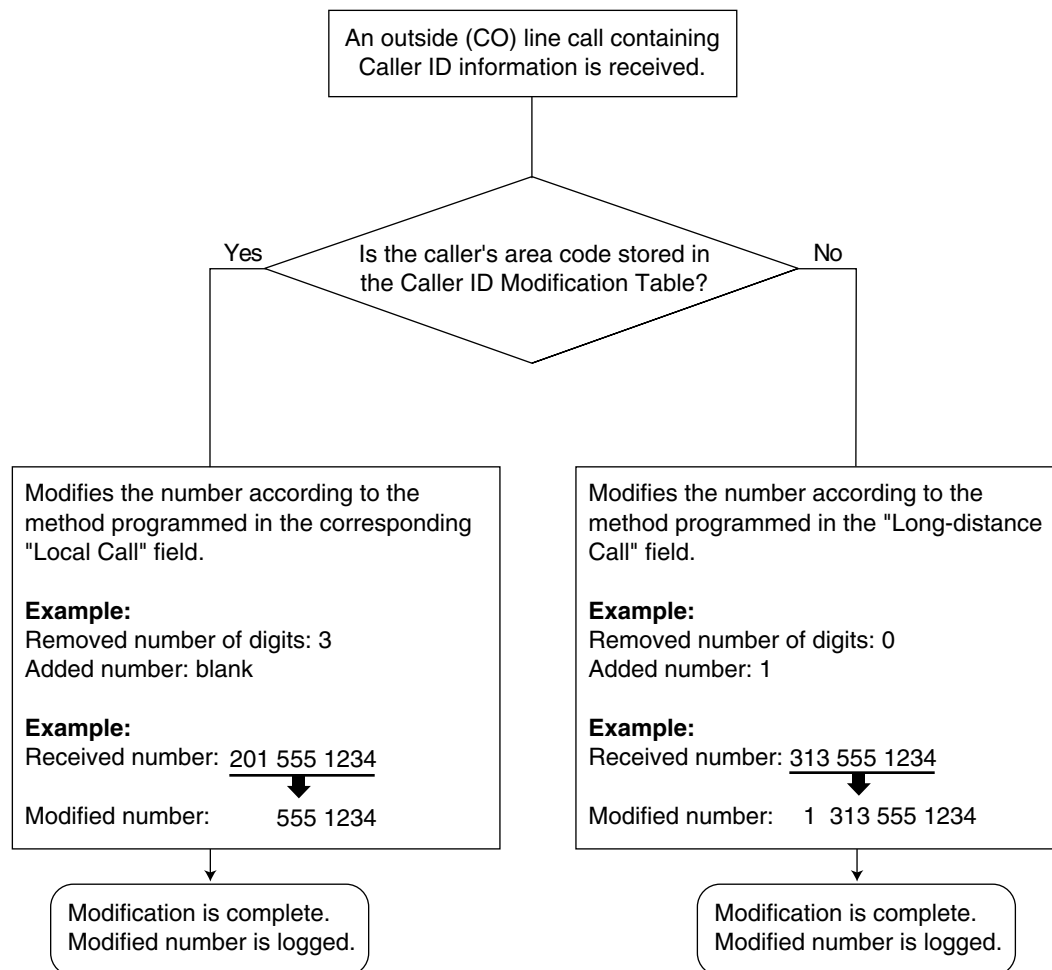 An outside (CO) line call containing
Caller ID information is received.
Yes
Is the caller's area code stored in
the Caller ID Modification Table?
No
Modifies the number according to the
method programmed in the corresponding
"Local Call" field.
Example:
Removed number of digits: 3
Added number: blank
Example:
Received number: 201 555 1234
Modified number: 555 1234
Modification is complete.
Modified number is logged.
Modifies the number according to the
method programmed in the "Long-distance
Call" field.
Example:
Removed number of digits: 0
Added number: 1
Example:
Received number: 313 555 1234
Modified number: 1 313 555 1234
Modification is complete.
Modified number is logged.